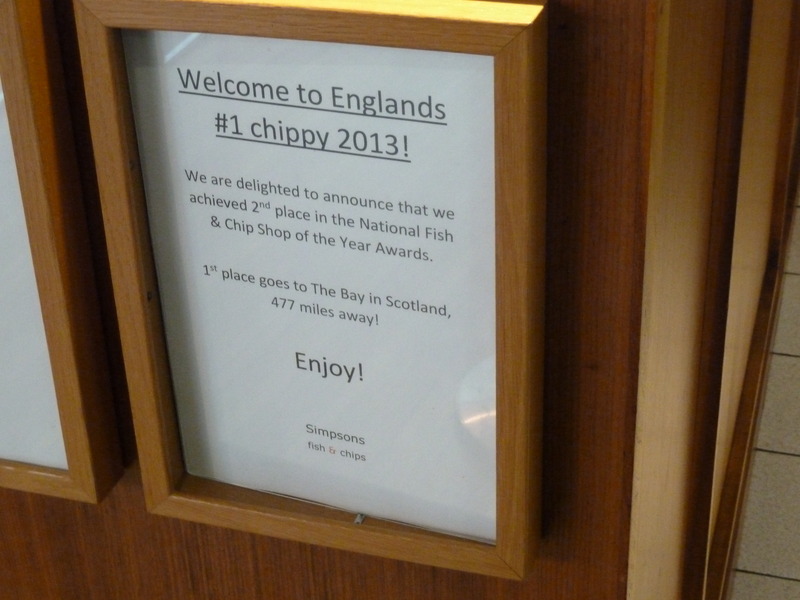 Welcome to Englands
#1 chippy 2013!
We are delighted to announce that we
achieved 2nd place in the National Fish
& Chip Shop of the Year Awards.
1st place goes to The Bay in Scotland,
477 miles away!
Enjoy!
Simpsons
fish & chips